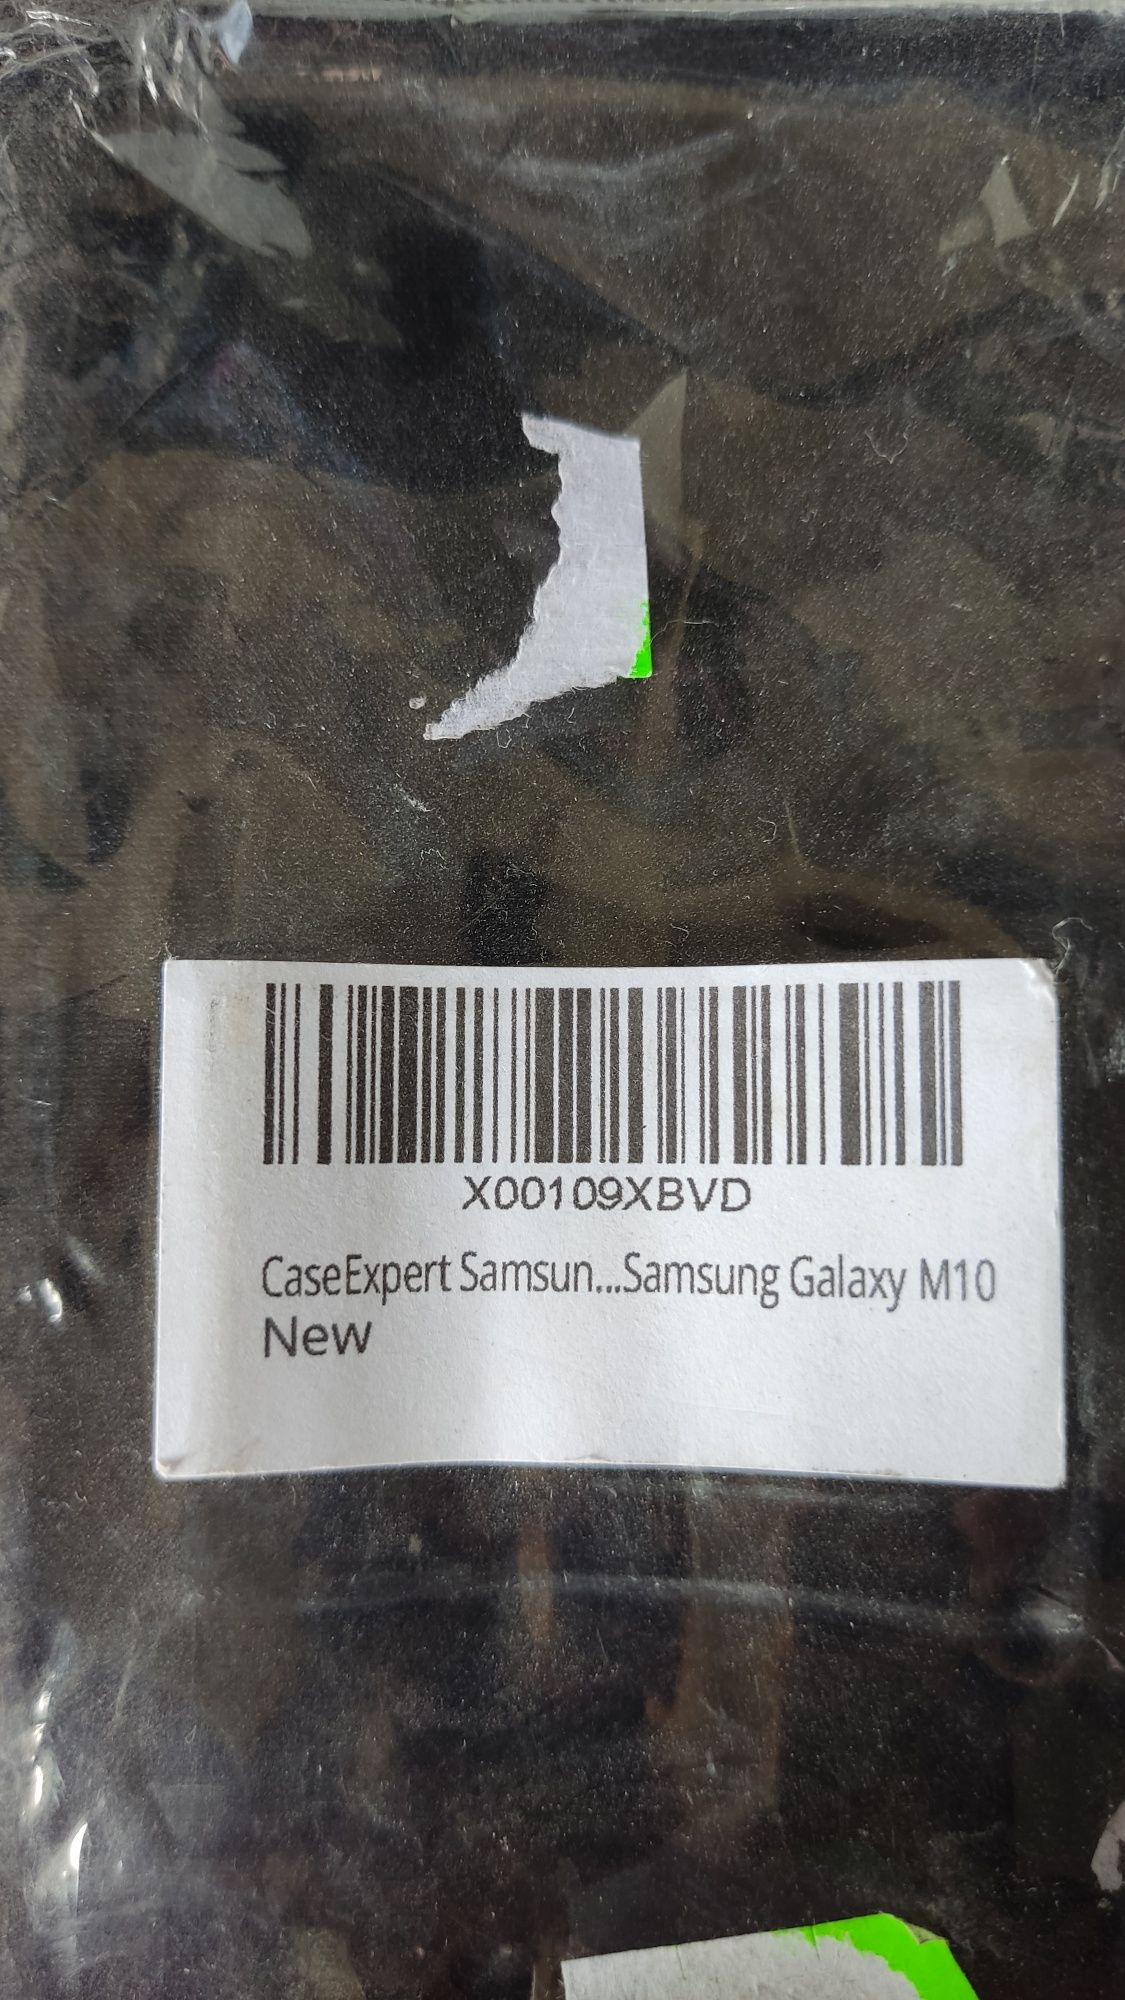 X00109XBVD
CaseExpert Samsun...Samsung Galaxy M10
New